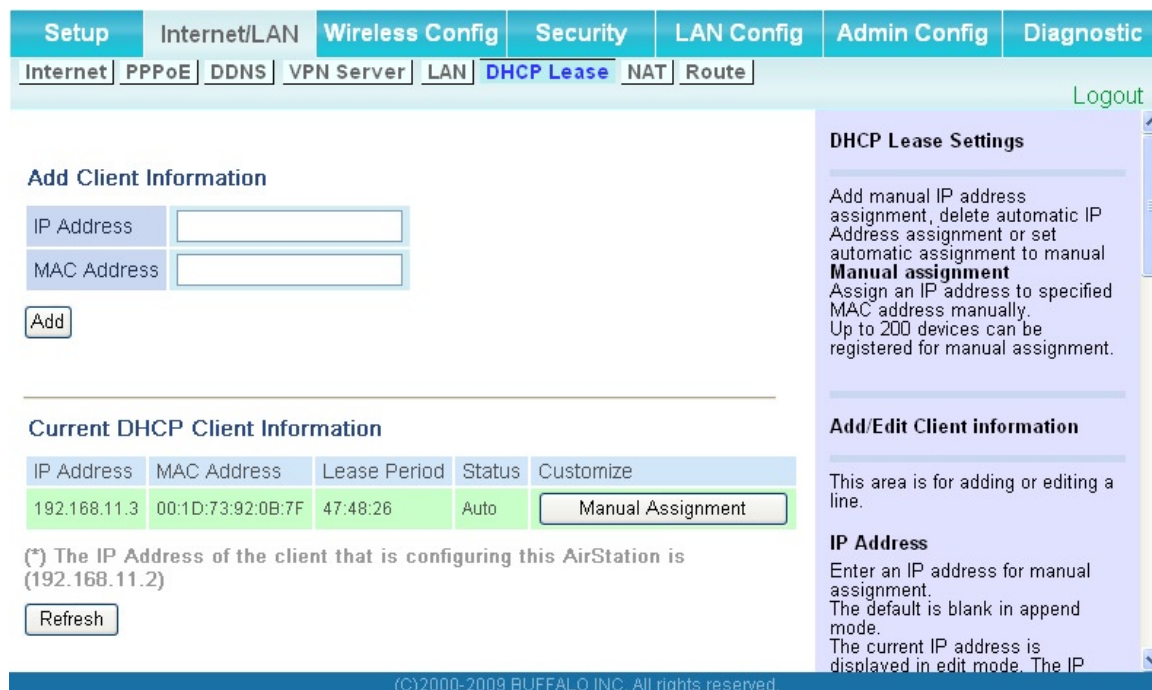 Setup Internet/LAN Wireless Config Security LAN Config Admin Config Diagnostic
Internet PPPoE DDNS VPN Server LAN DHCP Lease NAT Route
Logout
Add Client Information
IP Address
MAC Address
Add
Current DHCP Client Information
IP Address MAC Address Lease Period Status Customize
192.168.11.3 00:1D:73:92:0B:7F 47:48:26 Auto Manual Assignment
(*) The IP Address of the client that is configuring this AirStation is
(192.168.11.2)
Refresh
DHCP Lease Settings
Add manual IP address
assignment, delete automatic IP
Address assignment or set
automatic assignment to manual
Manual assignment
Assign an IP address to specified
MAC address manually.
Up to 200 devices can be
registered for manual assignment.
Add/Edit Client information
This area is for adding or editing a
line.
IP Address
Enter an IP address for manual
assignment.
The default is blank in append
mode.
The current IP address is
displayed in edit mode. The IP
(C)2000-2009 BUFFALO INC. All rights reserved.